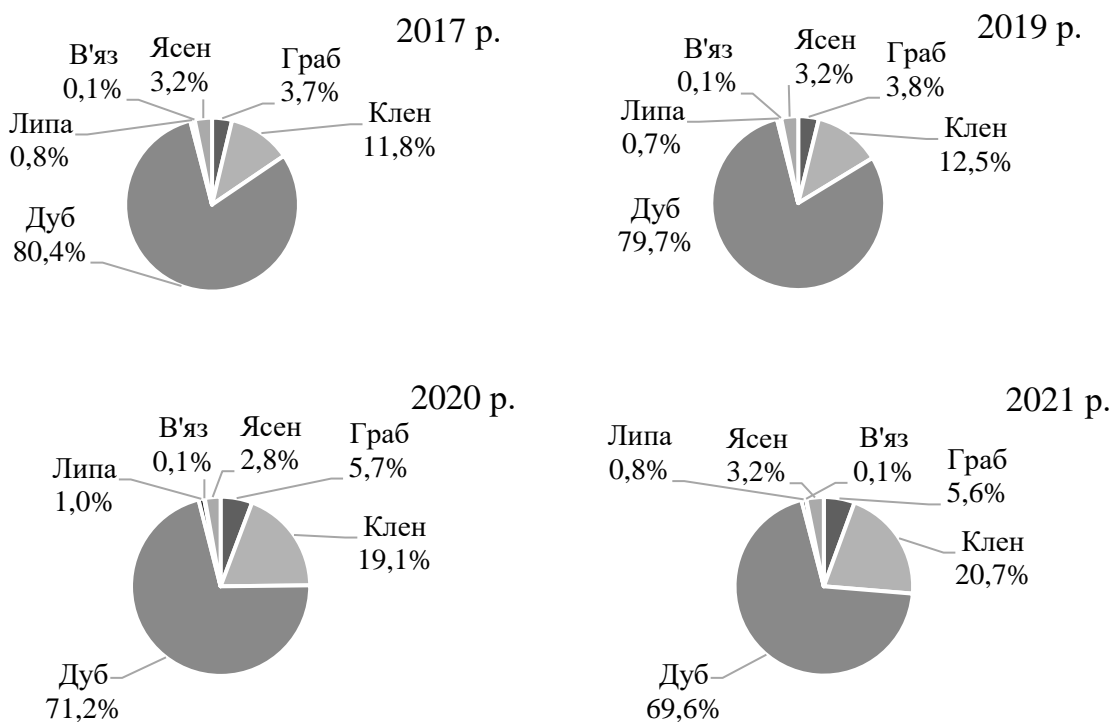 2017 р.
В'яз
0,1%
Ясен
3,2%
Граб
3,7%
Клен
11,8%
Липа
0,8%
Дуб
80,4%
2019 р.
В'яз
0,1%
Ясен
3,2%
Граб
3,8%
Клен
12,5%
Липа
0,7%
Дуб
79,7%
2020 р.
Липа
1,0%
В'яз
0,1%
Ясен
2,8%
Граб
5,7%
Клен
19,1%
Дуб
71,2%
2021 р.
Липа
0,8%
Ясен
3,2%
В'яз
0,1%
Граб
5,6%
Клен
20,7%
Дуб
69,6%